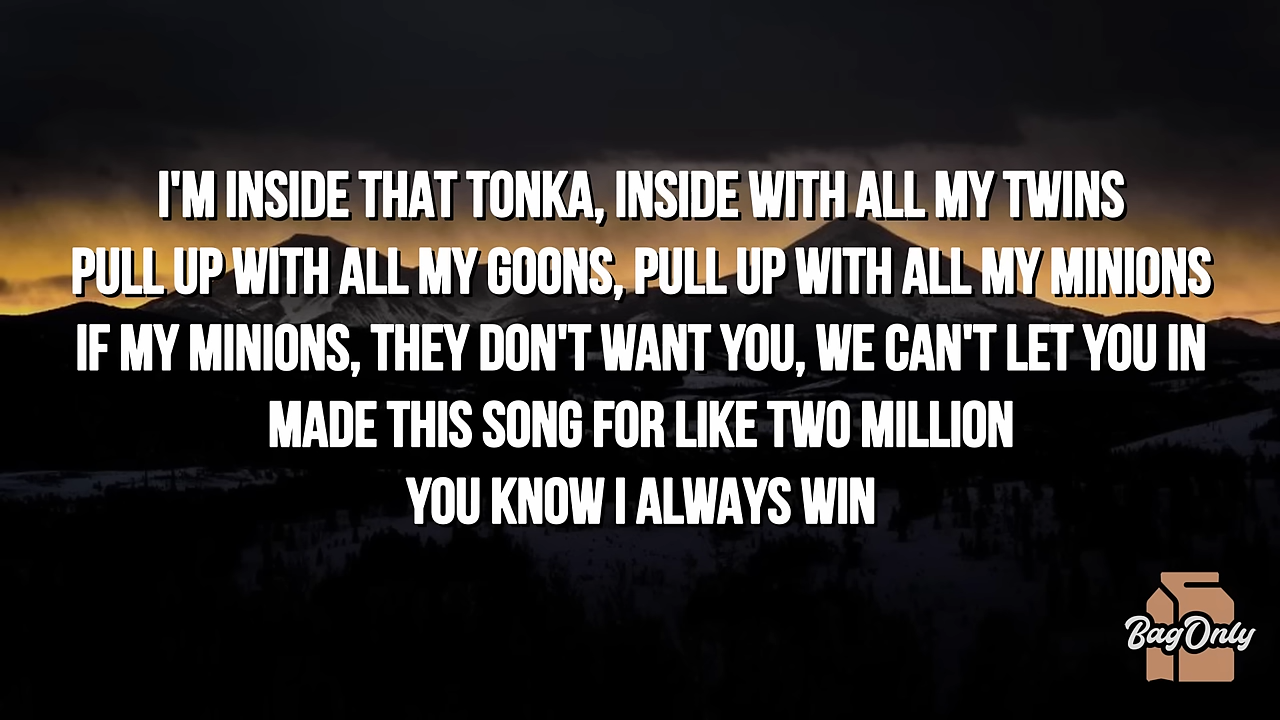 I'M INSIDE THAT TONKA, INSIDE WITH ALL MY TWINS
PULL UP WITH ALL MY GOONS, PULL UP WITH ALL MY MINIONS
IF MY MINIONS, THEY DON'T WANT YOU, WE CAN'T LET YOU IN
MADE THIS SONG FOR LIKE TWO MILLION
YOU KNOW I ALWAYS WIN
BagOnly